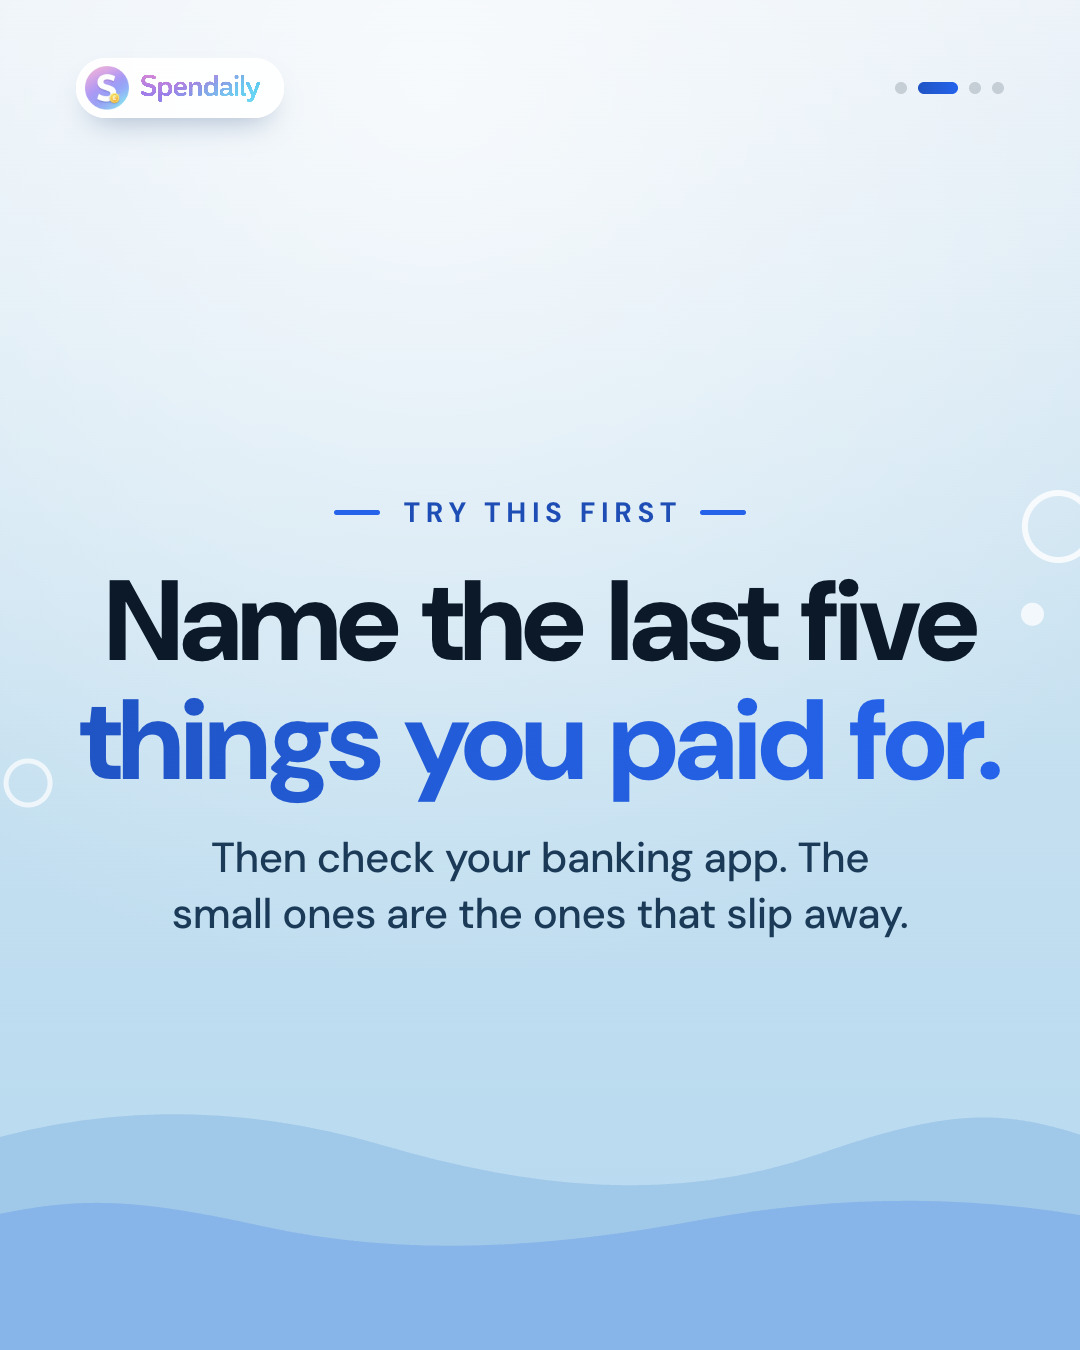 Spendaily
TRY THIS FIRST
Name the last five
things you paid for.
Then check your banking app. The
small ones are the ones that slip away.